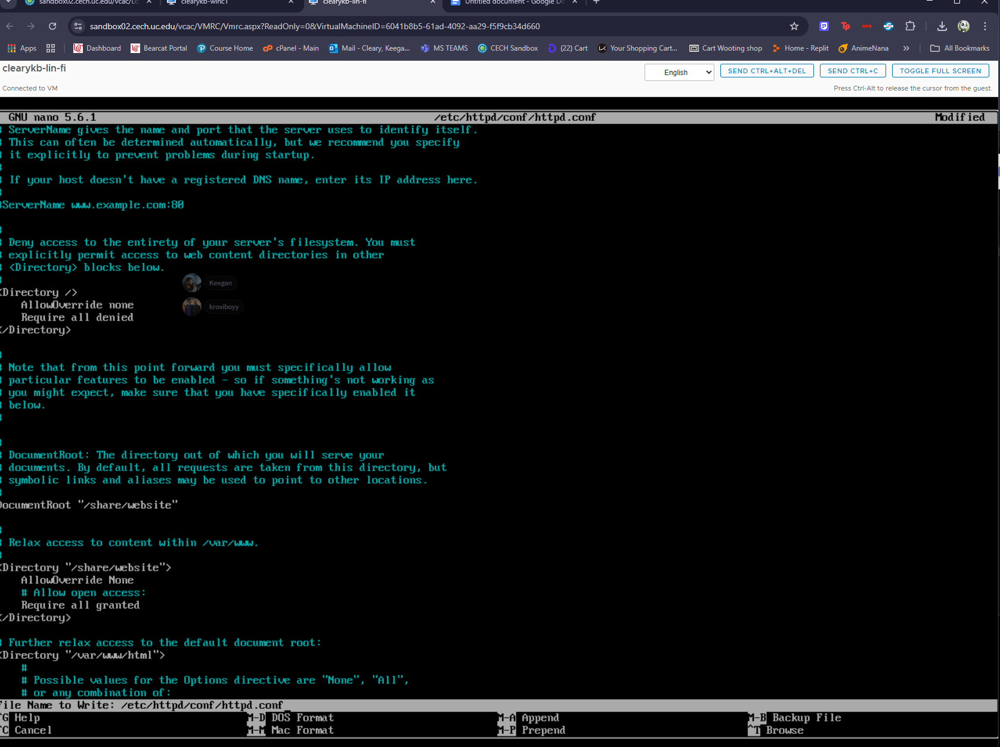 sandbox02.cech.uc.edu/vcac/Lo
clearykb-winc1
clearykb-lin-fi
Untitled document - Google Do
sandbox02.cech.uc.edu/vcac/VMRC/Vmrc.aspx?ReadOnly=0&VirtualMachineID=6041b8b5-61ad-4092-aa29-f5f9cb34d660
Apps Dashboard Bearcat Portal Course Home cPanel - Main Mail - Cleary, Keega... MS TEAMS CECH Sandbox (22) Cart Your Shopping Cart... Cart Wooting shop Home - Replit AnimeNana » All Bookmarks
clearykb-lin-fi
English SEND CTRL+ALT+DEL SEND CTRL+C TOGGLE FULL SCREEN
Connected to VM Press Ctrl-Alt to release the cursor from the guest.
GNU nano 5.6.1 /etc/httpd/conf/httpd.conf Modified
# ServerName gives the name and port that the server uses to identify itself.
# This can often be determined automatically, but we recommend you specify
# it explicitly to prevent problems during startup.
#
# If your host doesn't have a registered DNS name, enter its IP address here.
#
#ServerName www.example.com:80
#
# Deny access to the entirety of your server's filesystem. You must
# explicitly permit access to web content directories in other
# <Directory> blocks below.
#
<Directory />
AllowOverride none
Require all denied
</Directory>
Keegan
kroviboyy
#
# Note that from this point forward you must specifically allow
# particular features to be enabled - so if something's not working as
# you might expect, make sure that you have specifically enabled it
# below.
#
#
# DocumentRoot: The directory out of which you will serve your
# documents. By default, all requests are taken from this directory, but
# symbolic links and aliases may be used to point to other locations.
#
DocumentRoot "/share/website"
#
# Relax access to content within /var/www.
#
<Directory "/share/website">
AllowOverride None
# Allow open access:
Require all granted
</Directory>
# Further relax access to the default document root:
<Directory "/var/www/html">
#
# Possible values for the Options directive are "None", "All",
# or any combination of:
File Name to Write: /etc/httpd/conf/httpd.conf
^G Help M-D DOS Format M-A Append M-B Backup File
^C Cancel M-M Mac Format M-P Prepend ^T Browse